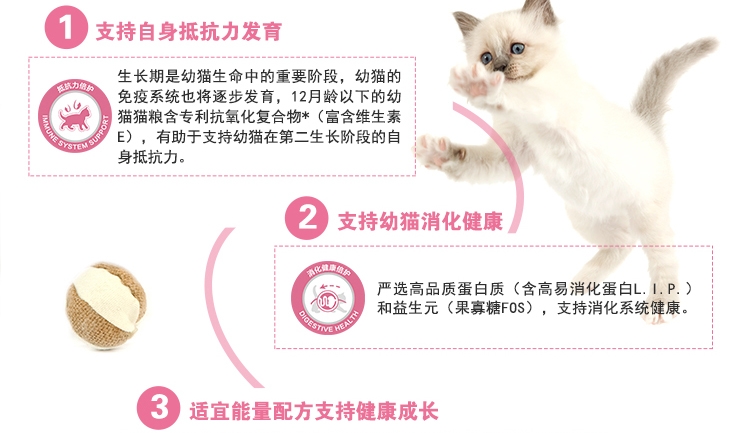 1 支持自身抵抗力发育
抵抗力倍护
IMMUNE SYSTEM SUPPORT
生长期是幼猫生命中的重要阶段，幼猫的
免疫系统也将逐步发育，12月龄以下的幼
猫猫粮含专利抗氧化复合物*（富含维生素
E），有助于支持幼猫在第二生长阶段的自
身抵抗力。
2 支持幼猫消化健康
消化健康倍护
DIGESTIVE HEALTH
严选高品质蛋白质（含高易消化蛋白L.I.P.）
和益生元（果寡糖FOS），支持消化系统健康。
3 适宜能量配方支持健康成长